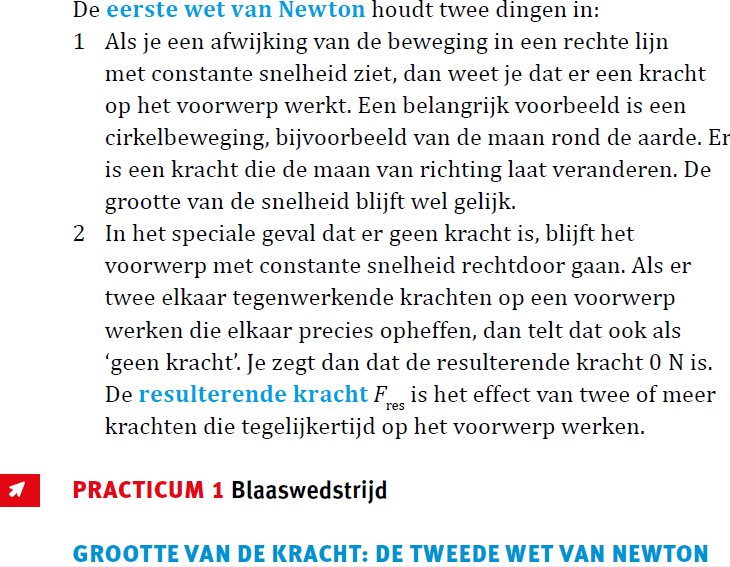 De eerste wet van Newton houdt twee dingen in:
1 Als je een afwijking van de beweging in een rechte lijn
met constante snelheid ziet, dan weet je dat er een kracht
op het voorwerp werkt. Een belangrijk voorbeeld is een
cirkelbeweging, bijvoorbeeld van de maan rond de aarde. Er
is een kracht die de maan van richting laat veranderen. De
grootte van de snelheid blijft wel gelijk.
2 In het speciale geval dat er geen kracht is, blijft het
voorwerp met constante snelheid rechtdoor gaan. Als er
twee elkaar tegenwerkende krachten op een voorwerp
werken die elkaar precies opheffen, dan telt dat ook als
‘geen kracht’. Je zegt dan dat de resulterende kracht 0 N is.
De resulterende kracht Fres is het effect van twee of meer
krachten die tegelijkertijd op het voorwerp werken.
PRACTICUM 1 Blaaswedstrijd
GROOTTE VAN DE KRACHT: DE TWEEDE WET VAN NEWTON